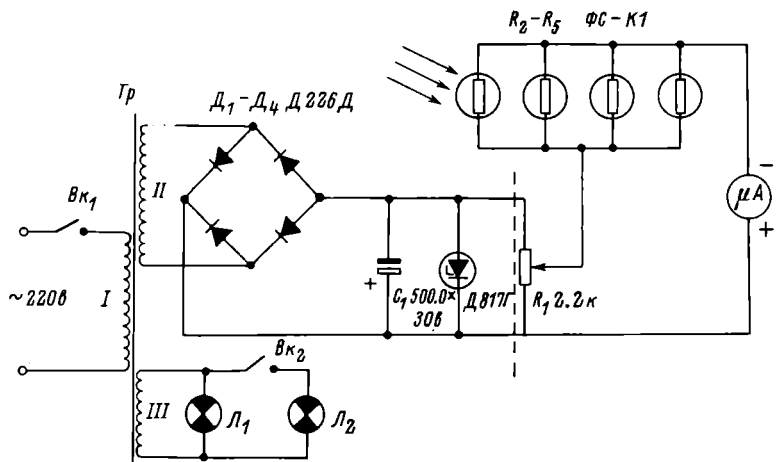 R₂–R₅ ФС-К1
Тр
Д₁–Д₄ Д226Д
Вк₁
II
~220в
I
+
C₁ 500.0×
30в
Д817Г
R₁ 2.2к
−
μA
+
Вк₂
III
Л₁
Л₂